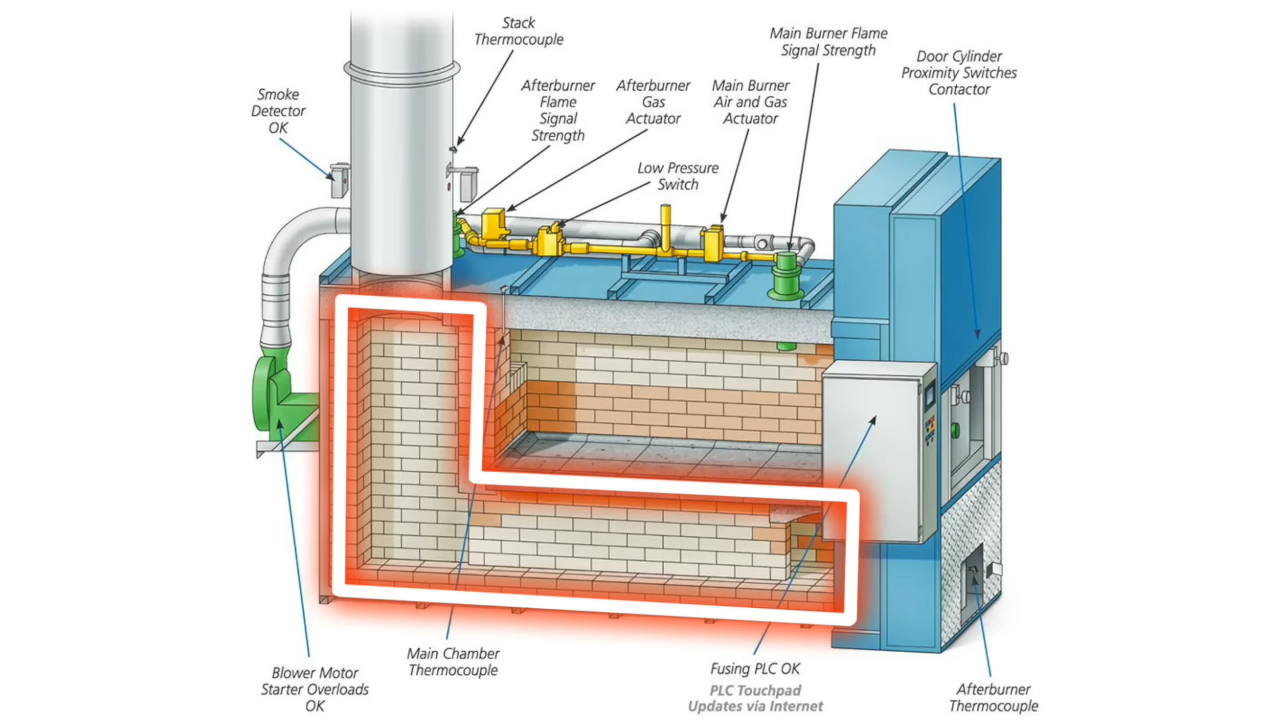 Stack
Thermocouple
Main Burner Flame
Signal Strength
Door Cylinder
Proximity Switches
Contactor
Smoke
Detector
OK
Afterburner
Flame
Signal
Strength
Afterburner
Gas
Actuator
Main Burner
Air and Gas
Actuator
Low Pressure
Switch
Main Chamber
Thermocouple
Blower Motor
Starter Overloads
OK
Fusing PLC OK
PLC Touchpad
Updates via Internet
Afterburner
Thermocouple